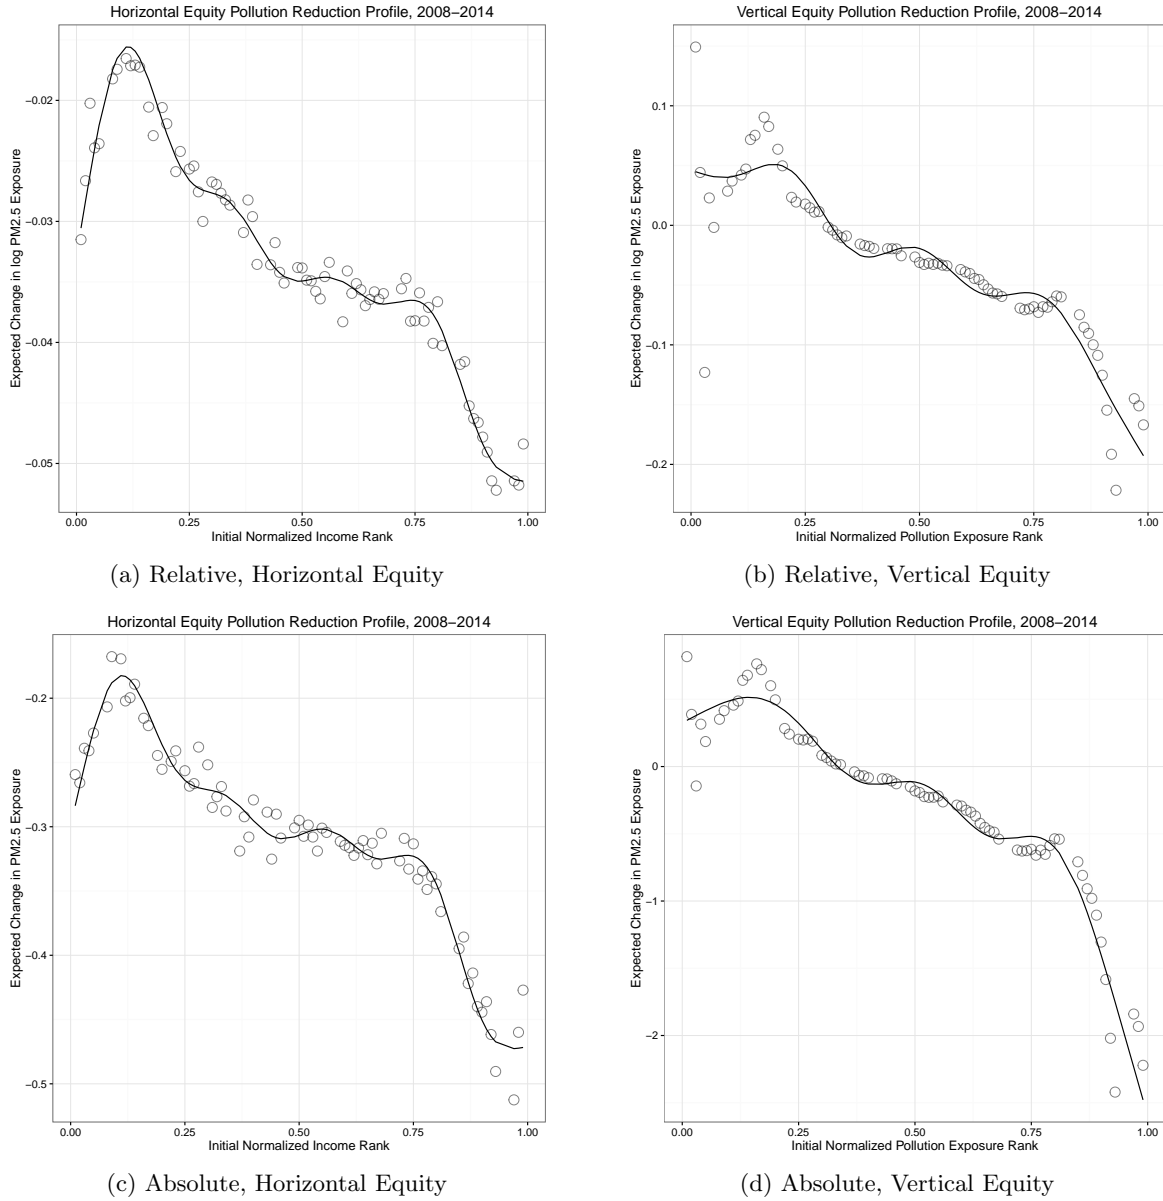 Horizontal Equity Pollution Reduction Profile, 2008−2014
Expected Change in log PM2.5 Exposure
−0.02
−0.03
−0.04
−0.05
0.00 0.25 0.50 0.75 1.00
Initial Normalized Income Rank
(a) Relative, Horizontal Equity
Vertical Equity Pollution Reduction Profile, 2008−2014
Expected Change in log PM2.5 Exposure
0.1
0.0
−0.1
−0.2
0.00 0.25 0.50 0.75 1.00
Initial Normalized Pollution Exposure Rank
(b) Relative, Vertical Equity
Horizontal Equity Pollution Reduction Profile, 2008−2014
Expected Change in PM2.5 Exposure
−0.2
−0.3
−0.4
−0.5
0.00 0.25 0.50 0.75 1.00
Initial Normalized Income Rank
(c) Absolute, Horizontal Equity
Vertical Equity Pollution Reduction Profile, 2008−2014
Expected Change in PM2.5 Exposure
0
−1
−2
0.00 0.25 0.50 0.75 1.00
Initial Normalized Pollution Exposure Rank
(d) Absolute, Vertical Equity